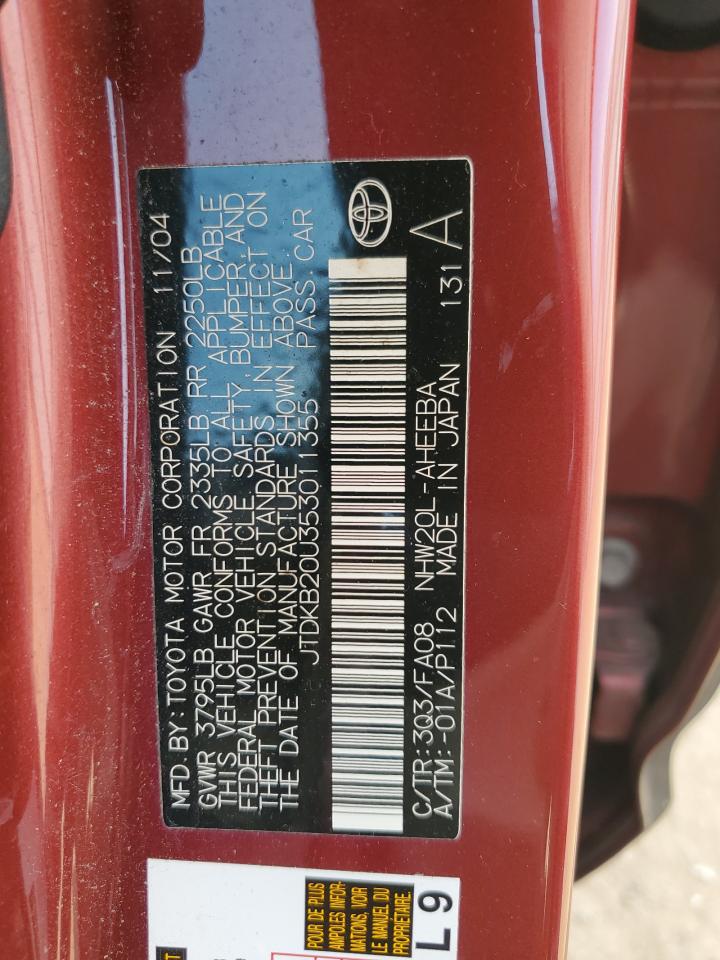 MFD. BY: TOYOTA MOTOR CORPORATION 11/04
GVWR 3795LB GAWR FR 2335LB RR 2250LB
THIS VEHICLE CONFORMS TO ALL APPLICABLE
FEDERAL MOTOR VEHICLE SAFETY, BUMPER, AND
THEFT PREVENTION STANDARDS IN EFFECT ON
THE DATE OF MANUFACTURE SHOWN ABOVE.
JTDKB20U353011355 PASS. CAR
C/TR: 3Q3/FA08 NHW20L-AHEEBA
A/TM: -01A/P112 MADE IN JAPAN 131 A
POUR DE PLUS
AMPLES INFOR-
MATIONS, VOIR
LE MANUEL DU
PROPRIÉTAIRE.
L9